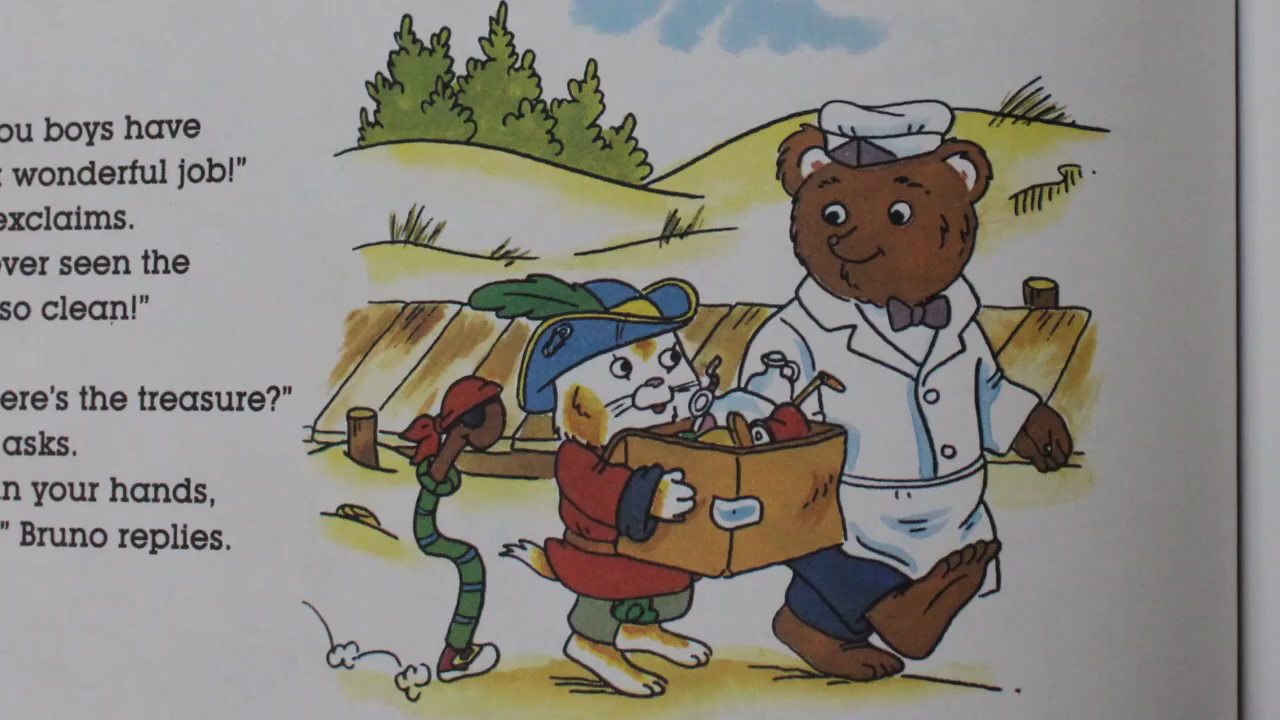 ou boys have
wonderful job!”
exclaims.
ver seen the
so clean!”
ere's the treasure?”
asks.
n your hands,
” Bruno replies.